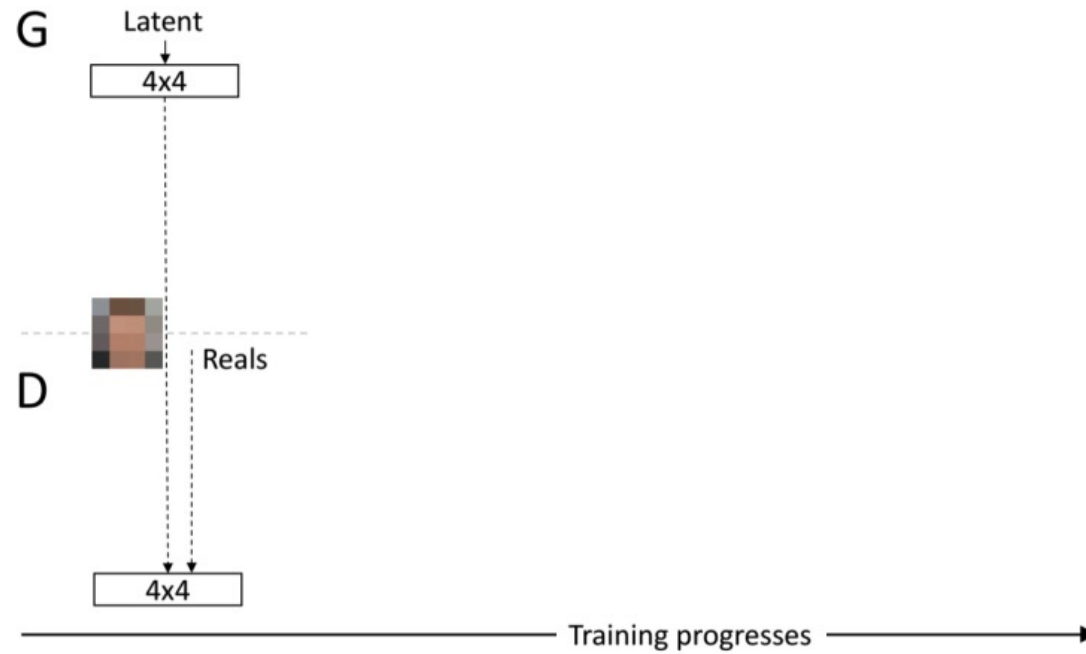 G
Latent
4x4
Reals
D
4x4
Training progresses